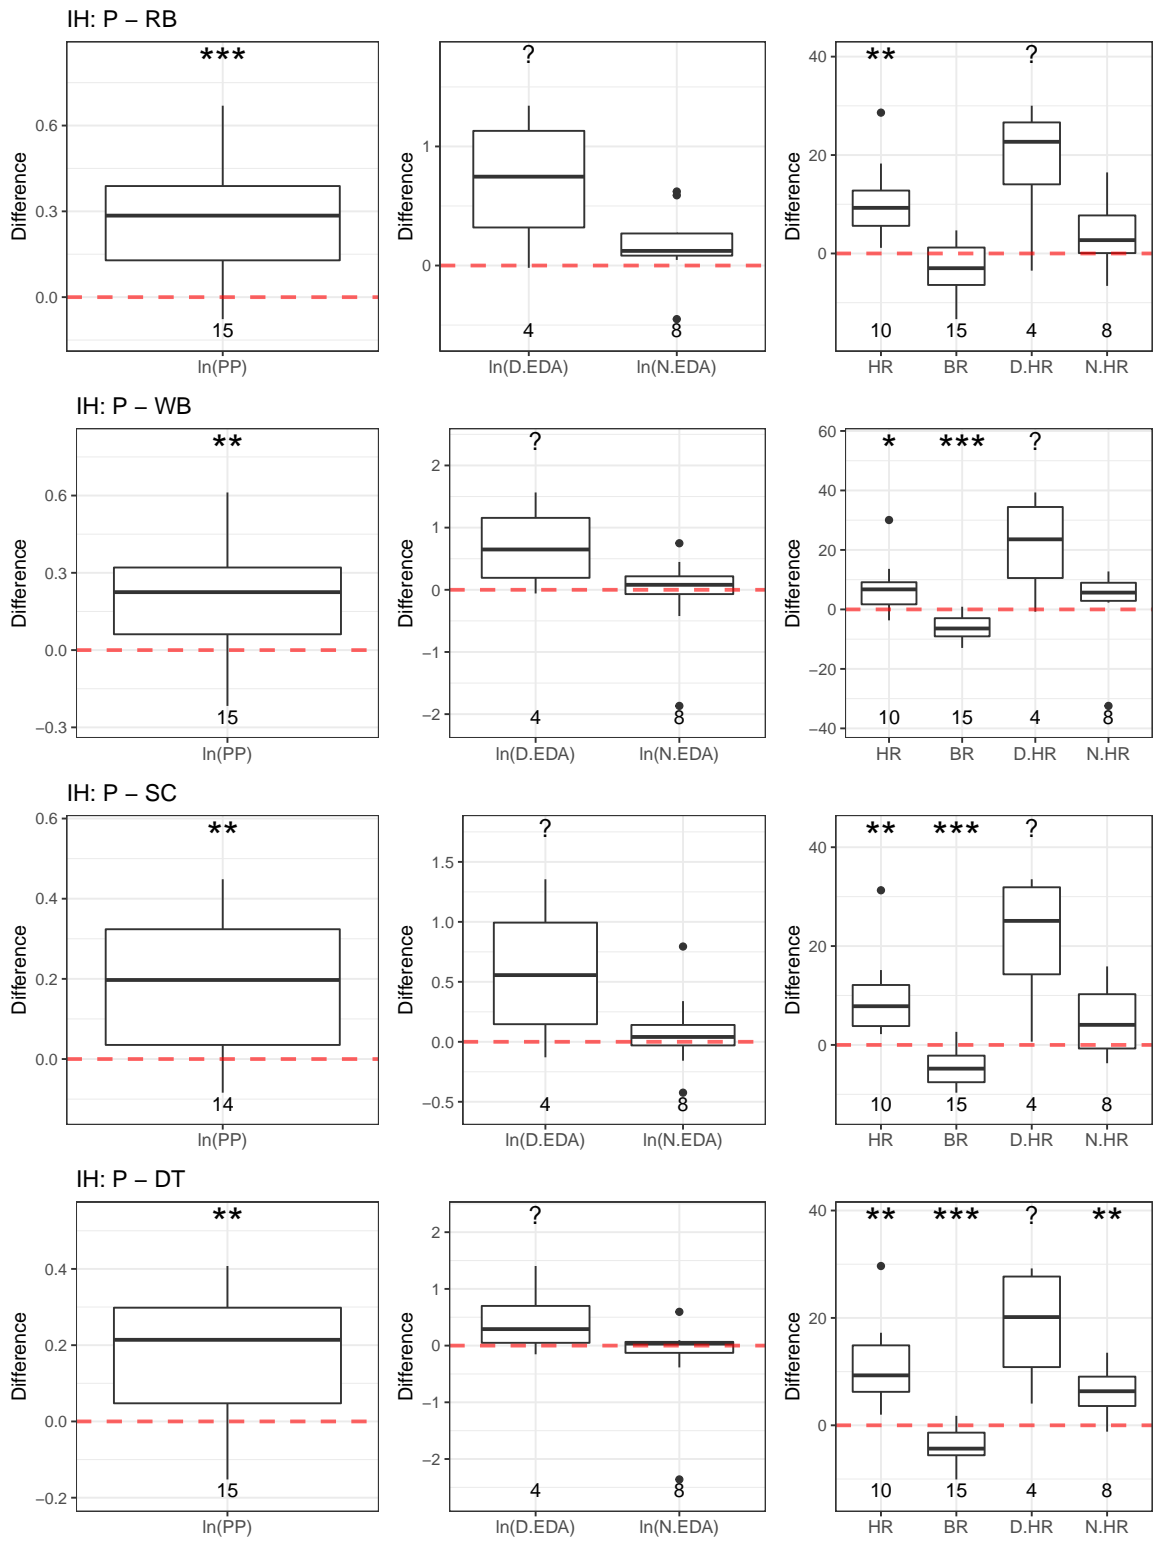 IH: P – RB
*** ? ** ?
Difference Difference Difference
0.6 0.3 0.0
1 0
40 20 0
15 4 8 10 15 4 8
ln(PP) ln(D.EDA) ln(N.EDA) HR BR D.HR N.HR
IH: P – WB
** ? * *** ?
Difference Difference Difference
0.6 0.3 0.0 −0.3
2 1 0 −1 −2
60 40 20 0 −20 −40
15 4 8 10 15 4 8
ln(PP) ln(D.EDA) ln(N.EDA) HR BR D.HR N.HR
IH: P – SC
** ? ** *** ?
Difference Difference Difference
0.6 0.4 0.2 0.0
1.5 1.0 0.5 0.0 −0.5
40 20 0
14 4 8 10 15 4 8
ln(PP) ln(D.EDA) ln(N.EDA) HR BR D.HR N.HR
IH: P – DT
** ? ** *** ? **
Difference Difference Difference
0.4 0.2 0.0 −0.2
2 1 0 −1 −2
40 20 0
15 4 8 10 15 4 8
ln(PP) ln(D.EDA) ln(N.EDA) HR BR D.HR N.HR